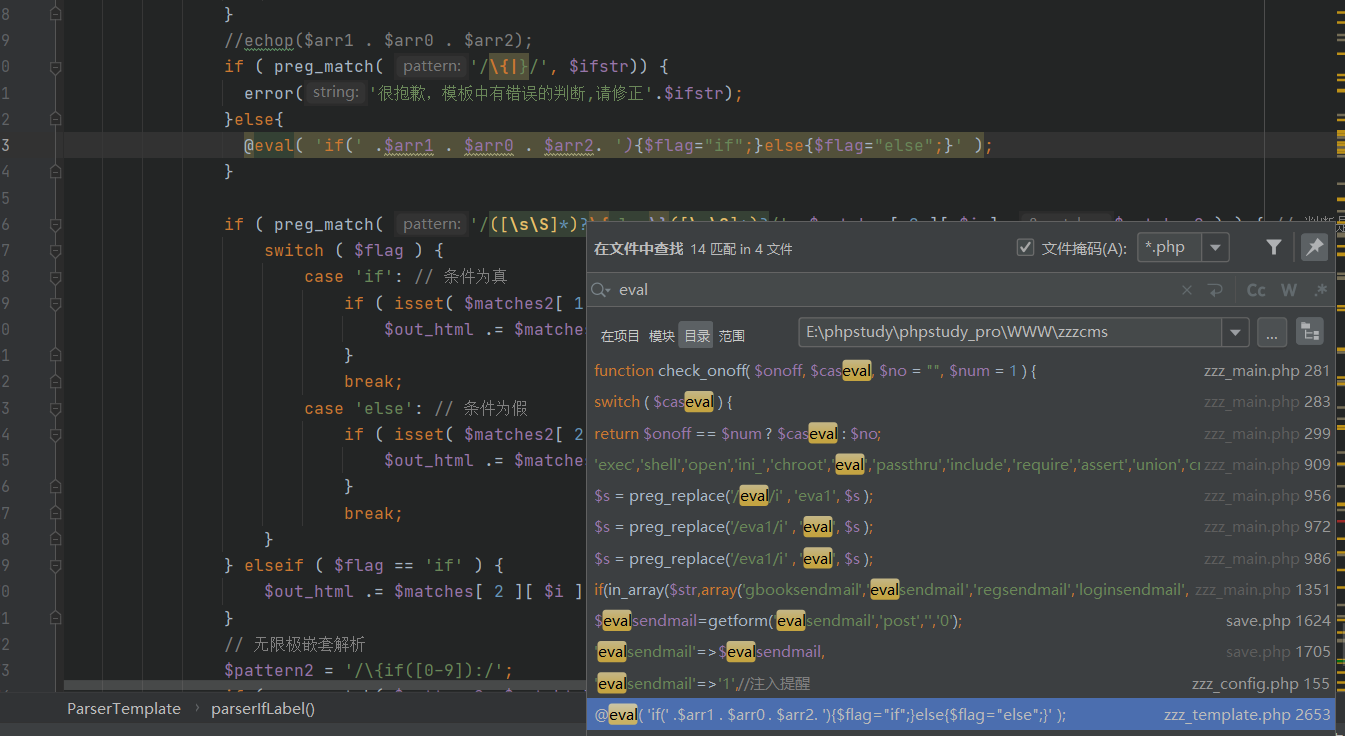 8 }
9 //echop($arr1 . $arr0 . $arr2);
0 if ( preg_match( pattern: '/\{|}/', $ifstr)) {
1 error( string: '很抱歉，模板中有错误的判断,请修正'.$ifstr);
2 }else{
3 @eval( 'if(' .$arr1 . $arr0 . $arr2. '){$flag="if";}else{$flag="else";}' );
4 }
5
6 if ( preg_match( pattern: '/([\s\S]*)?
7 switch ( $flag ) {
8 case 'if': // 条件为真
9 if ( isset( $matches2[ 1
0 $out_html .= $matche
1 }
2 break;
3 case 'else': // 条件为假
4 if ( isset( $matches2[ 2
5 $out_html .= $matche
6 }
7 break;
8 }
9 } elseif ( $flag == 'if' ) {
0 $out_html .= $matches[ 2 ][ $i ]
1 }
2 // 无限极嵌套解析
3 $pattern2 = '/\{if([0-9]):/';
ParserTemplate › parserIfLabel()
在文件中查找 14 匹配 in 4 文件 文件掩码(A): *.php
eval Cc W .*
在项目 模块 目录 范围 E:\phpstudy\phpstudy_pro\WWW\zzzcms ...
function check_onoff( $onoff, $caseval, $no = "", $num = 1 ) { zzz_main.php 281
switch ( $caseval ) { zzz_main.php 283
return $onoff == $num ? $caseval : $no; zzz_main.php 299
'exec','shell','open','ini_','chroot','eval','passthru','include','require','assert','union','cr zzz_main.php 909
$s = preg_replace('/eval/i' , 'eva1', $s ); zzz_main.php 956
$s = preg_replace('/eva1/i' , 'eval', $s ); zzz_main.php 972
$s = preg_replace('/eva1/i' , 'eval', $s ); zzz_main.php 986
if(in_array($str,array('gbooksendmail','evalsendmail','regsendmail','loginsendmail', zzz_main.php 1351
$evalsendmail=getform('evalsendmail','post','','0'); save.php 1624
'evalsendmail'=>$evalsendmail, save.php 1705
'evalsendmail'=>'1',//注入提醒 zzz_config.php 155
@eval( 'if(' .$arr1 . $arr0 . $arr2. '){$flag="if";}else{$flag="else";}' ); zzz_template.php 2653